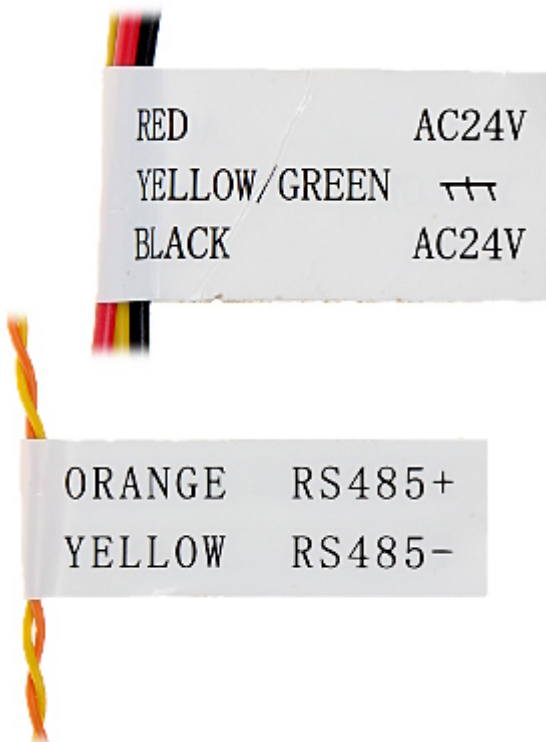 RED AC24V
YELLOW/GREEN
BLACK AC24V
ORANGE RS485+
YELLOW RS485-